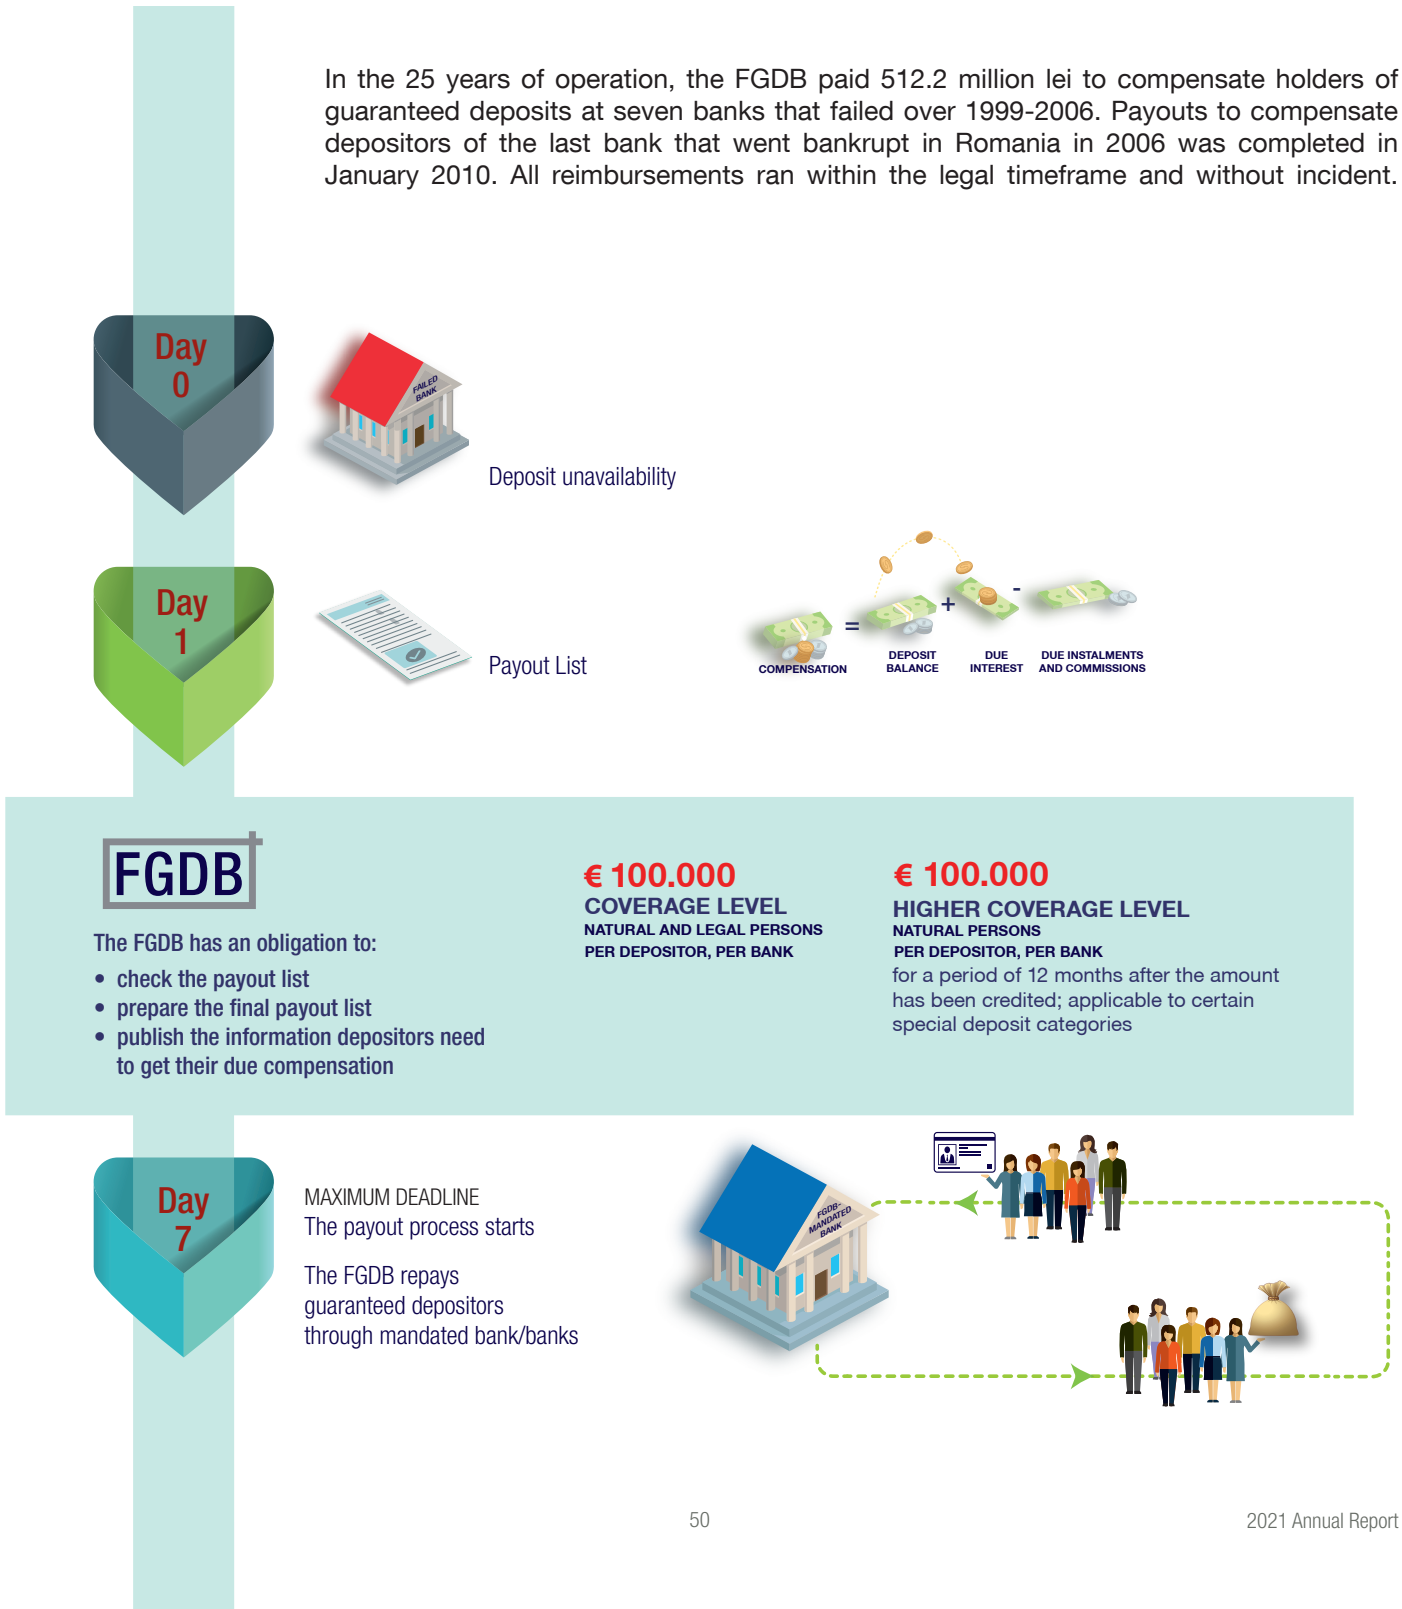 In the 25 years of operation, the FGDB paid 512.2 million lei to compensate holders of
guaranteed deposits at seven banks that failed over 1999-2006. Payouts to compensate
depositors of the last bank that went bankrupt in Romania in 2006 was completed in
January 2010. All reimbursements ran within the legal timeframe and without incident.
Day
0
FAILED
BANK
Deposit unavailability
Day
1
Payout List
=
+
-
COMPENSATION
DEPOSIT
BALANCE
DUE
INTEREST
DUE INSTALMENTS
AND COMMISSIONS
FGDB
The FGDB has an obligation to:
• check the payout list
• prepare the final payout list
• publish the information depositors need
to get their due compensation
€ 100.000
COVERAGE LEVEL
NATURAL AND LEGAL PERSONS
PER DEPOSITOR, PER BANK
€ 100.000
HIGHER COVERAGE LEVEL
NATURAL PERSONS
PER DEPOSITOR, PER BANK
for a period of 12 months after the amount
has been credited; applicable to certain
special deposit categories
Day
7
MAXIMUM DEADLINE
The payout process starts
The FGDB repays
guaranteed depositors
through mandated bank/banks
FGDB-
MANDATED
BANK
50
2021 Annual Report